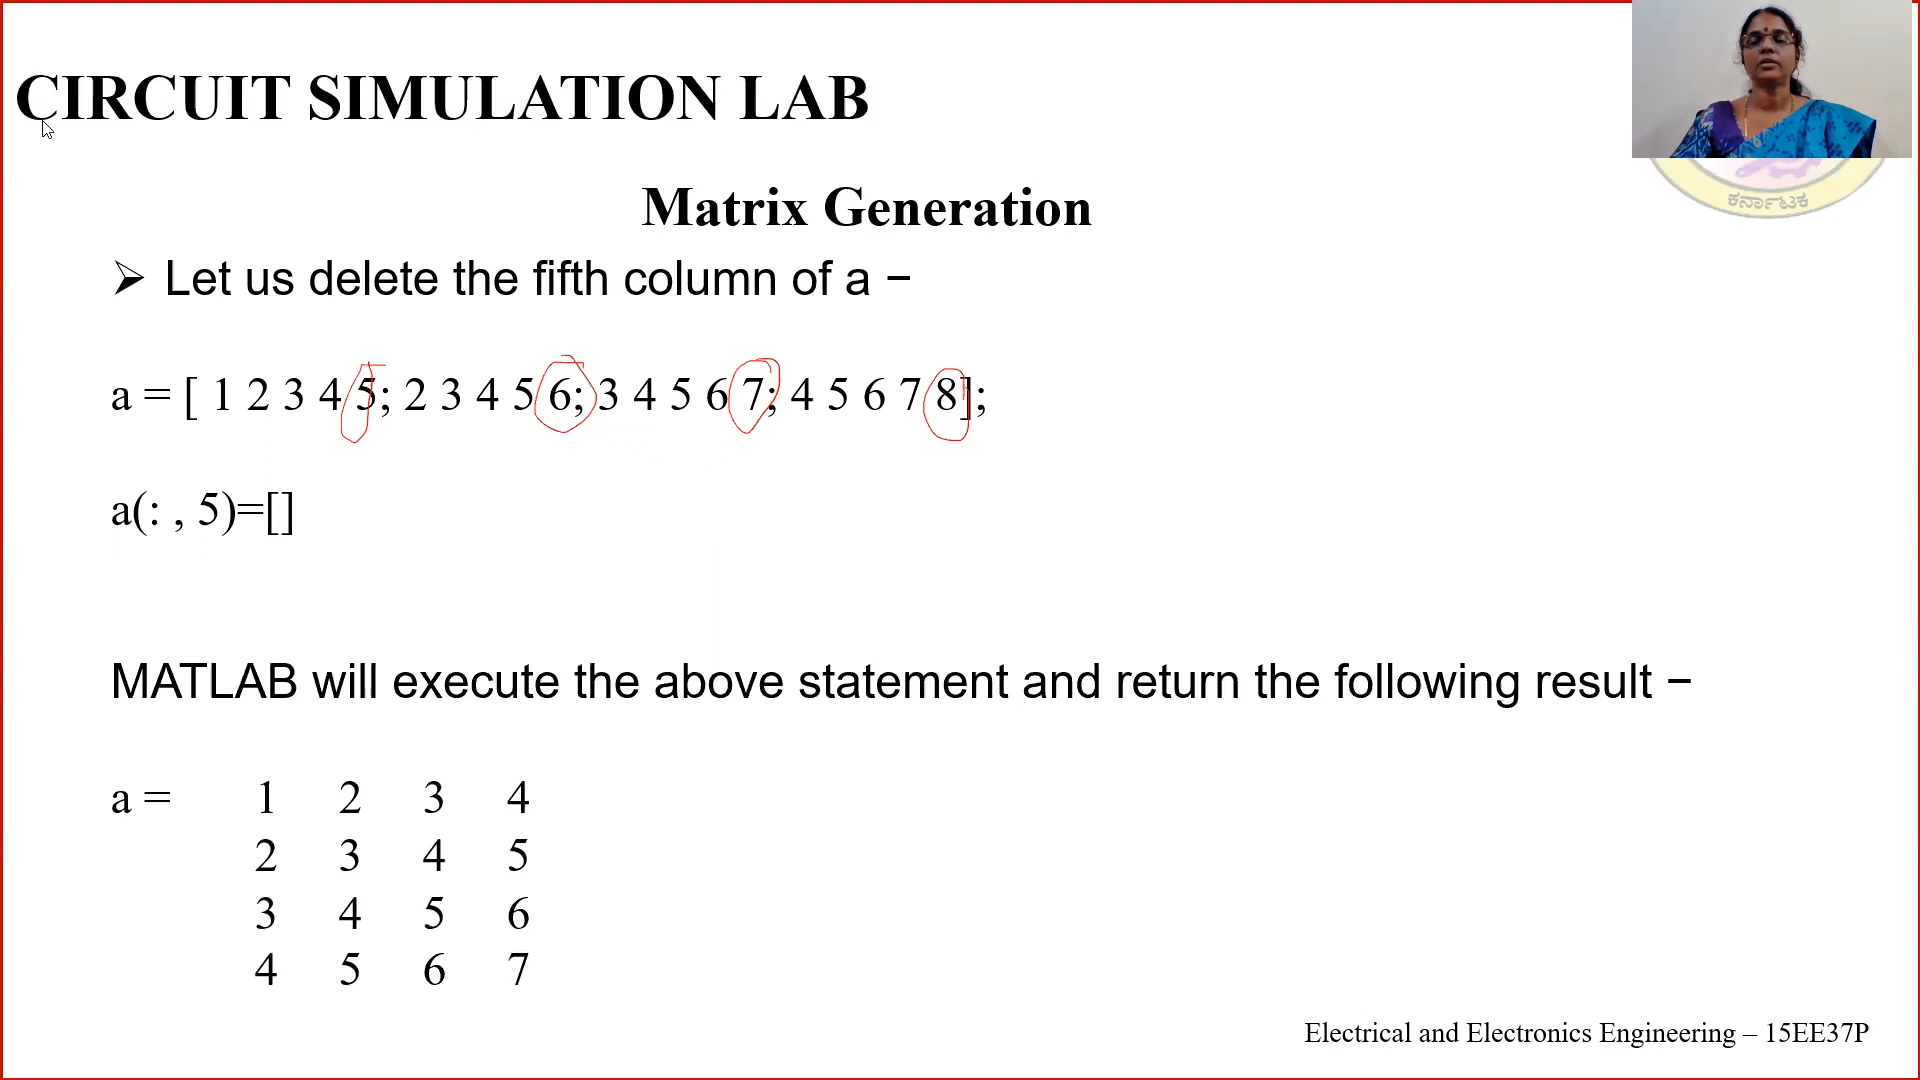 CIRCUIT SIMULATION LAB
ಕರ್ನಾಟಕ
Matrix Generation
➢ Let us delete the fifth column of a −
a = [ 1 2 3 4 5; 2 3 4 5 6; 3 4 5 6 7; 4 5 6 7 8];
a(: , 5)=[]
MATLAB will execute the above statement and return the following result −
a = 1 2 3 4
2 3 4 5
3 4 5 6
4 5 6 7
Electrical and Electronics Engineering – 15EE37P